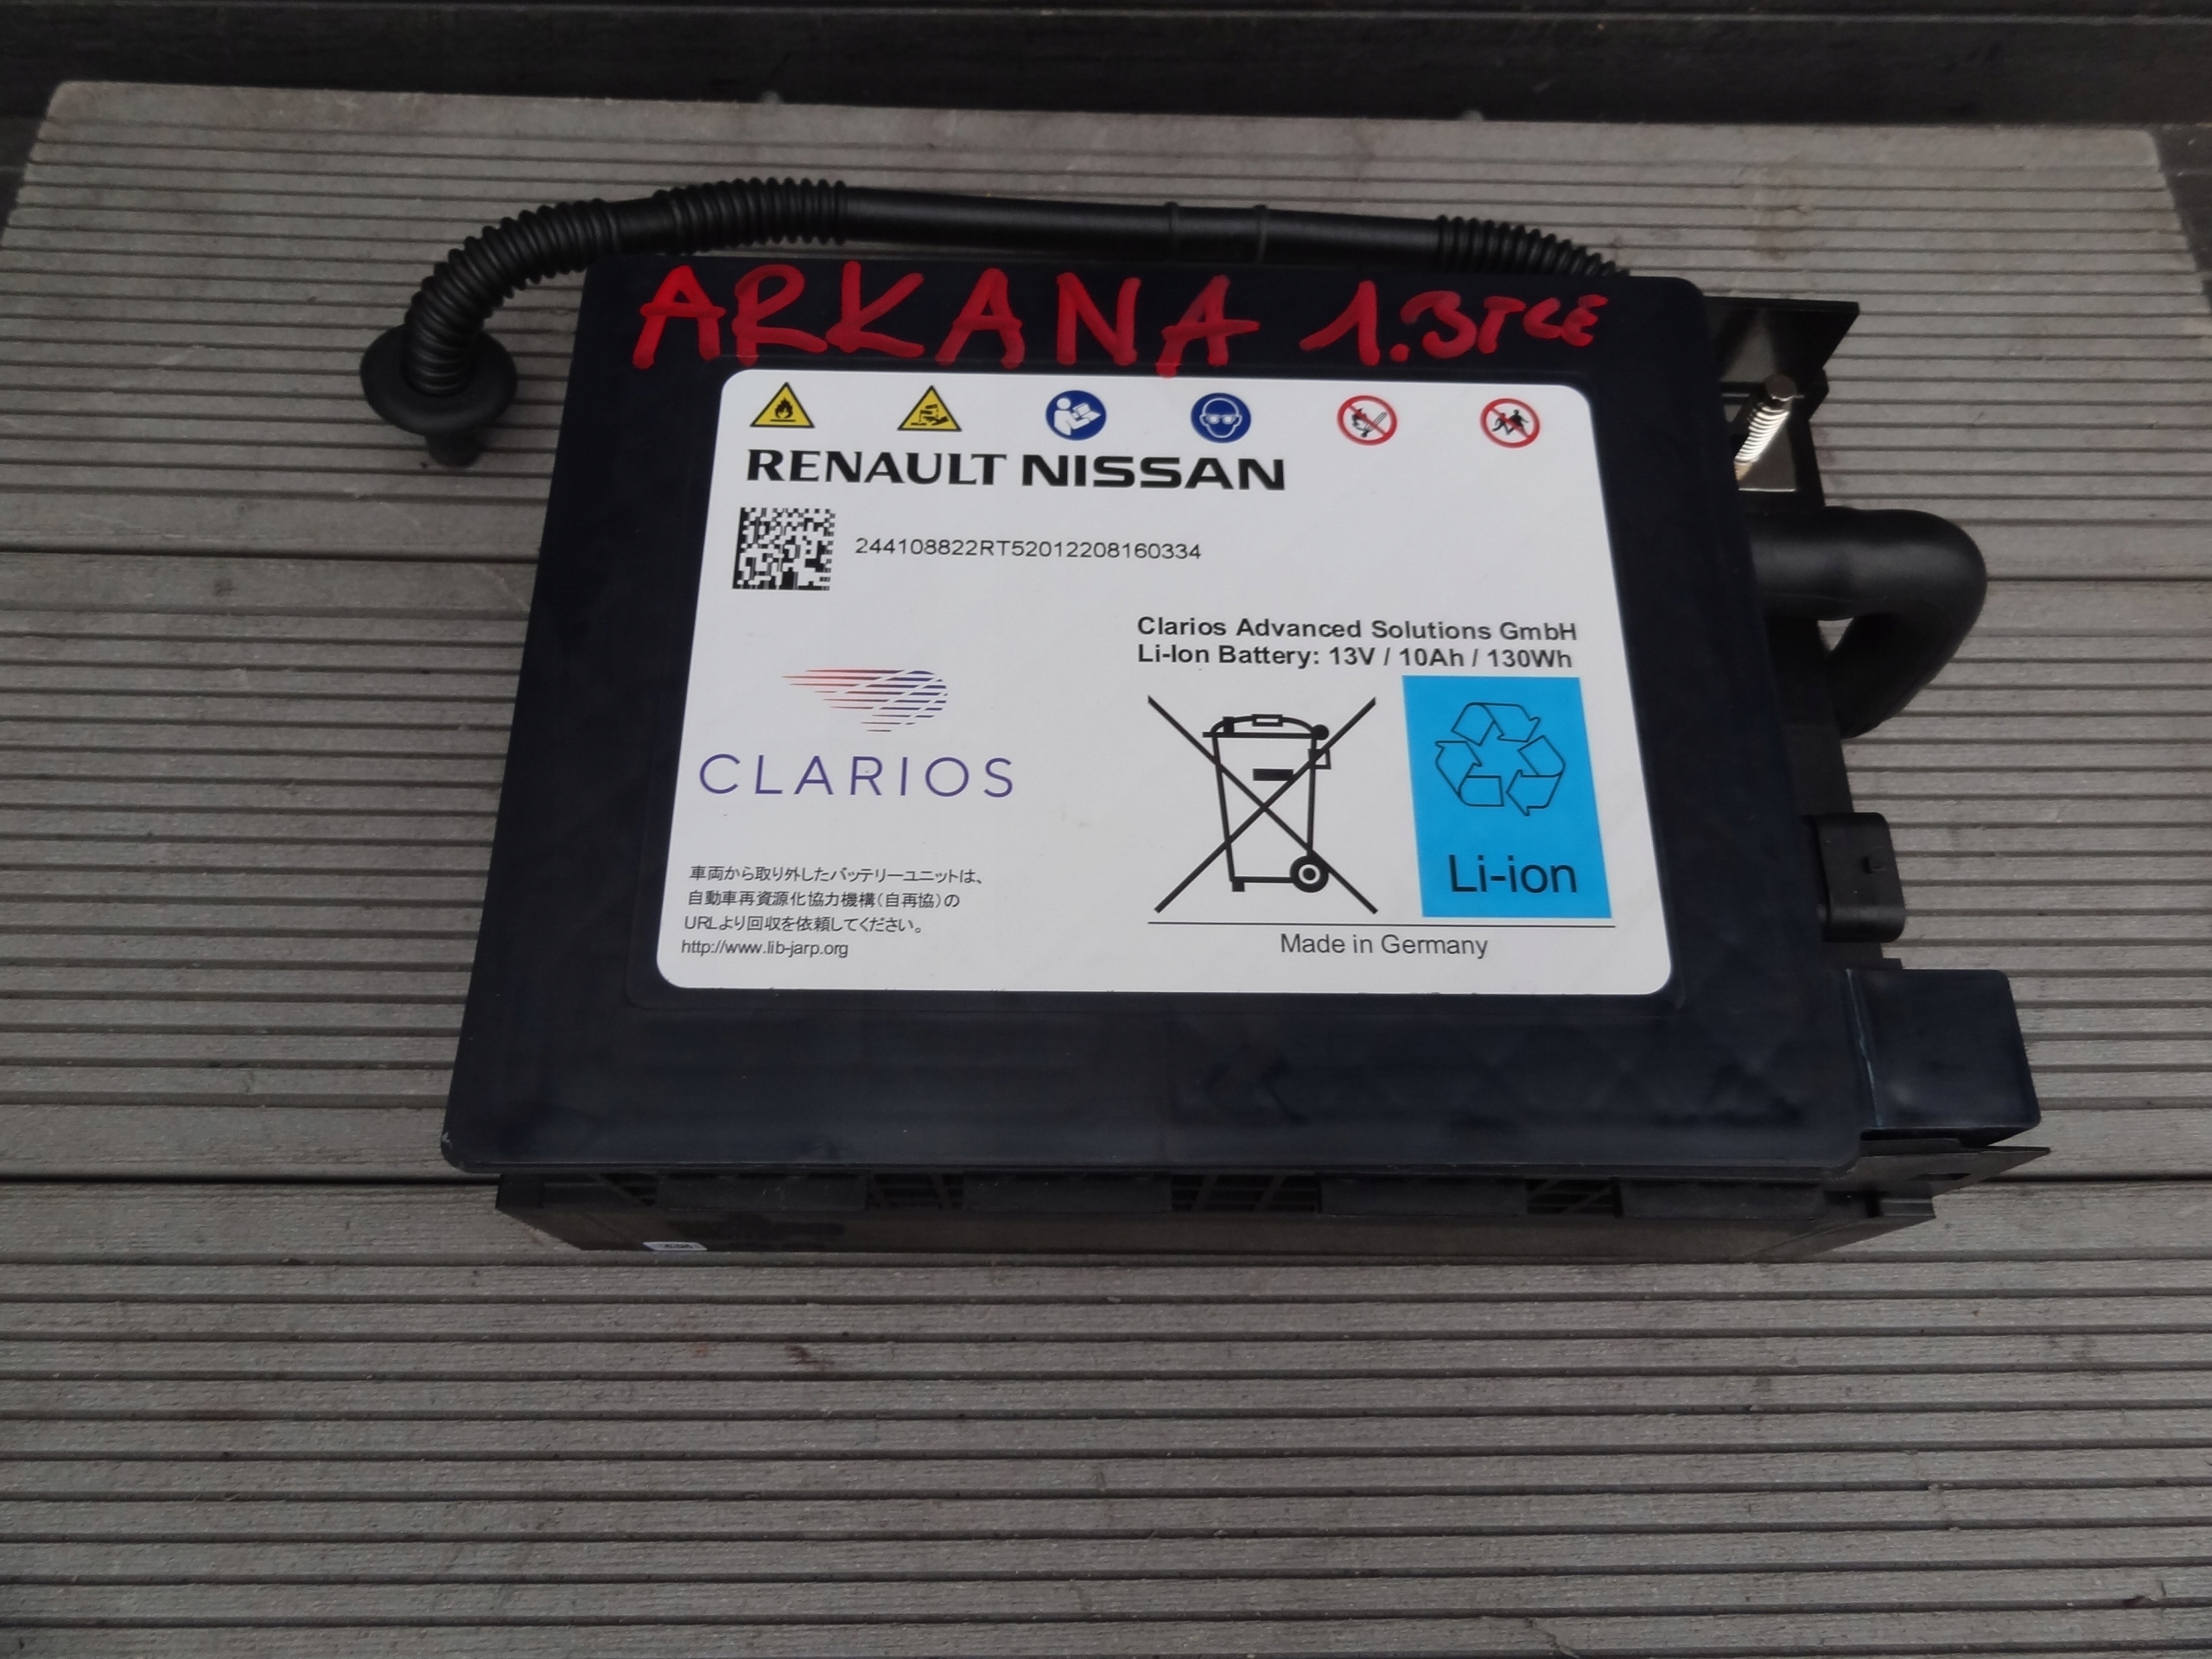 ARKANA 1.3TCE
RENAULT NISSAN
244108822RT52012208160334
Clarios Advanced Solutions GmbH
Li-Ion Battery: 13V / 10Ah / 130Wh
CLARIOS
Li-ion
車両から取り外したバッテリーユニットは、
自動車再資源化協力機構(自再協)の
URLより回収を依頼してください。
http://www.lib-jarp.org
Made in Germany